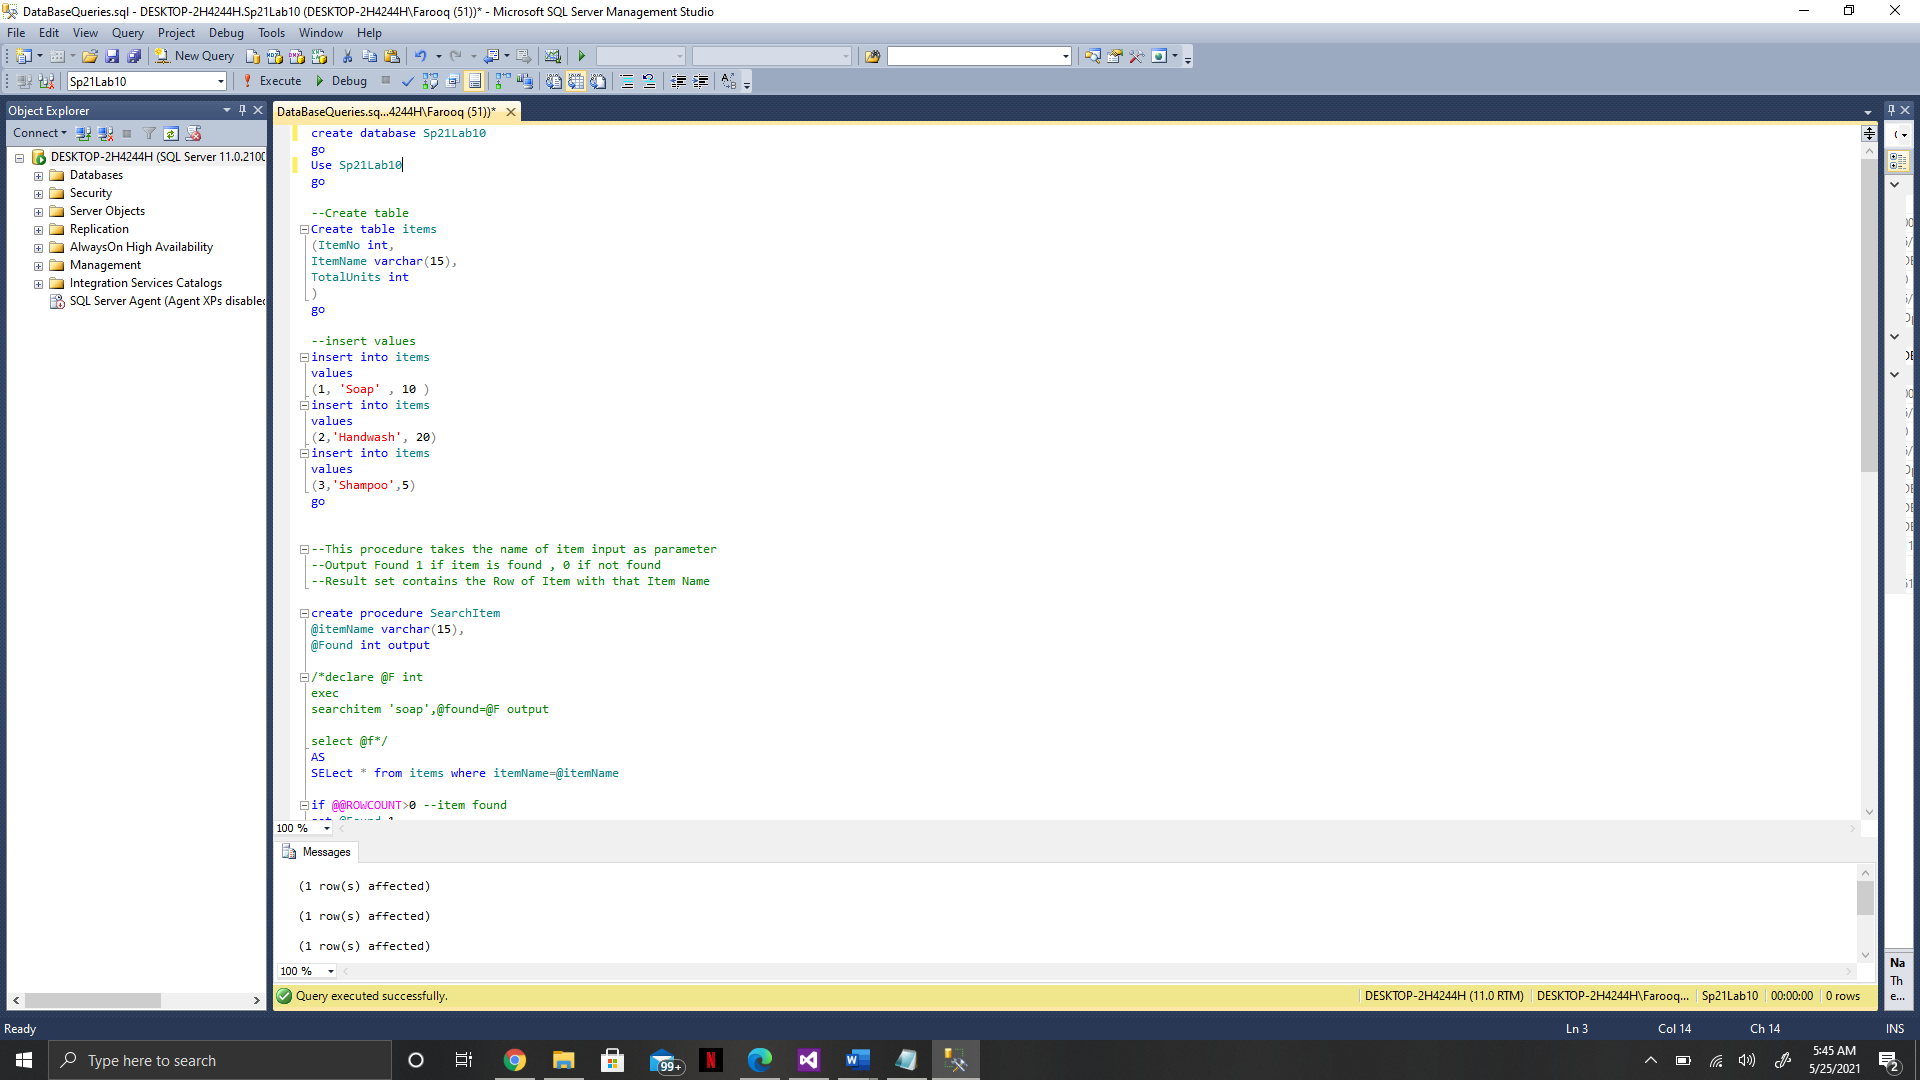 DataBaseQueries.sql - DESKTOP-2H4244H.Sp21Lab10 (DESKTOP-2H4244H\Farooq (51))* - Microsoft SQL Server Management Studio
File Edit View Query Project Debug Tools Window Help
New Query
Sp21Lab10 Execute Debug
Object Explorer
Connect
DESKTOP-2H4244H (SQL Server 11.0.2100
Databases
Security
Server Objects
Replication
AlwaysOn High Availability
Management
Integration Services Catalogs
SQL Server Agent (Agent XPs disabled
DataBaseQueries.sq...4244H\Farooq (51))*
create database Sp21Lab10
go
Use Sp21Lab10
go
--Create table
Create table items
(ItemNo int,
ItemName varchar(15),
TotalUnits int
)
go
--insert values
insert into items
values
(1, 'Soap' , 10 )
insert into items
values
(2,'Handwash', 20)
insert into items
values
(3,'Shampoo',5)
go
--This procedure takes the name of item input as parameter
--Output Found 1 if item is found , 0 if not found
--Result set contains the Row of Item with that Item Name
create procedure SearchItem
@itemName varchar(15),
@Found int output
/*declare @F int
exec
searchitem 'soap',@found=@F output
select @f*/
AS
SELect * from items where itemName=@itemName
if @@ROWCOUNT>0 --item found
100 %
Messages
(1 row(s) affected)
(1 row(s) affected)
(1 row(s) affected)
100 %
Query executed successfully. DESKTOP-2H4244H (11.0 RTM) DESKTOP-2H4244H\Farooq... Sp21Lab10 00:00:00 0 rows
Na
Th
e...
Ready Ln 3 Col 14 Ch 14 INS
Type here to search
99+
5:45 AM
5/25/2021
2